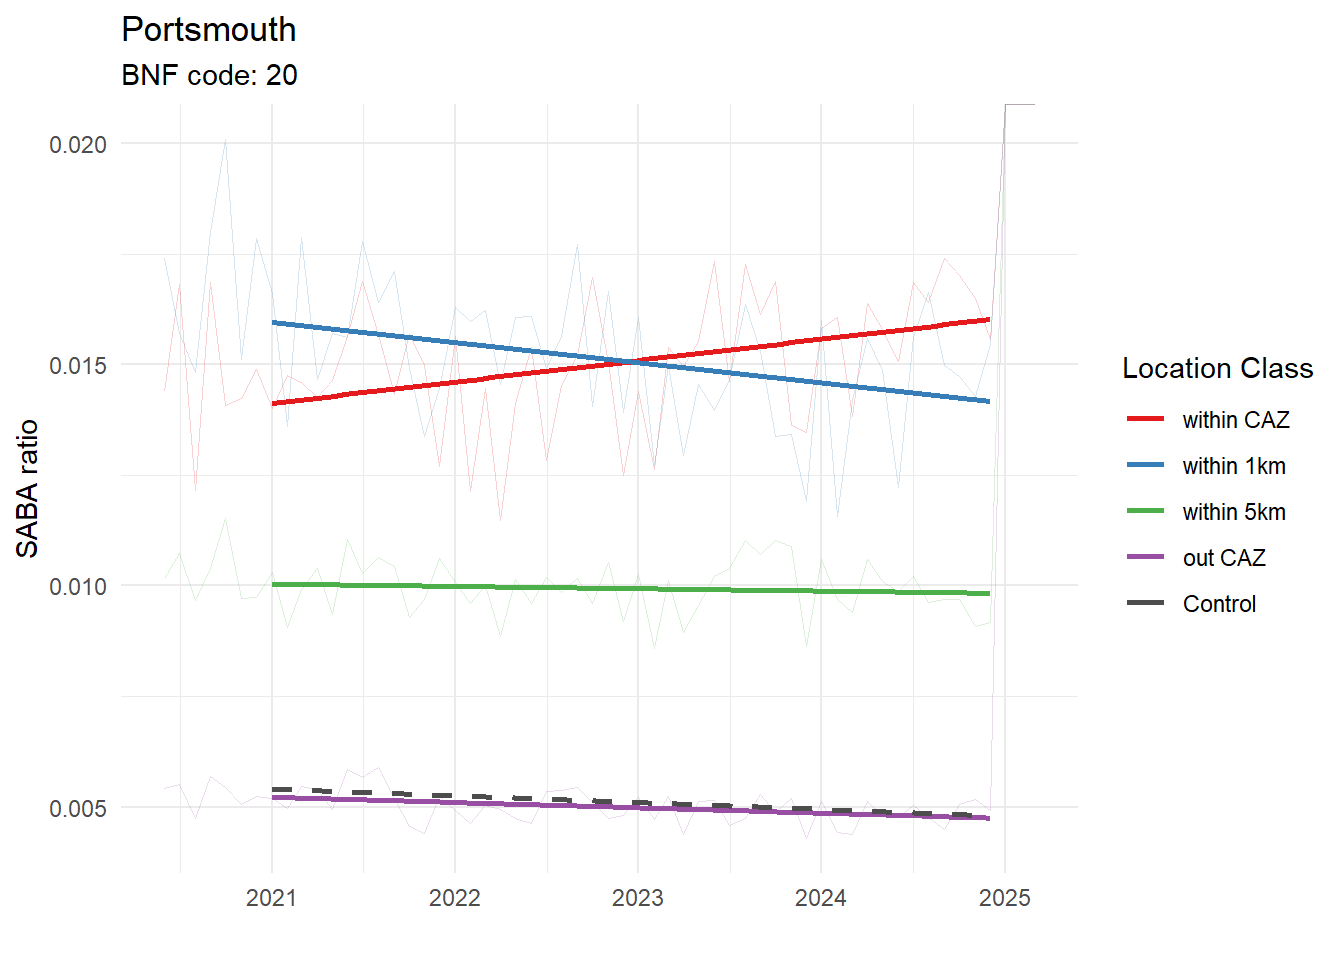 Portsmouth
BNF code: 20
0.020
0.015
0.010
0.005
SABA ratio
2021 2022 2023 2024 2025
Location Class
within CAZ
within 1km
within 5km
out CAZ
Control